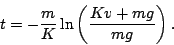 t = -\frac{m}{K} \ln\left(\frac{Kv + mg}{mg}\right).